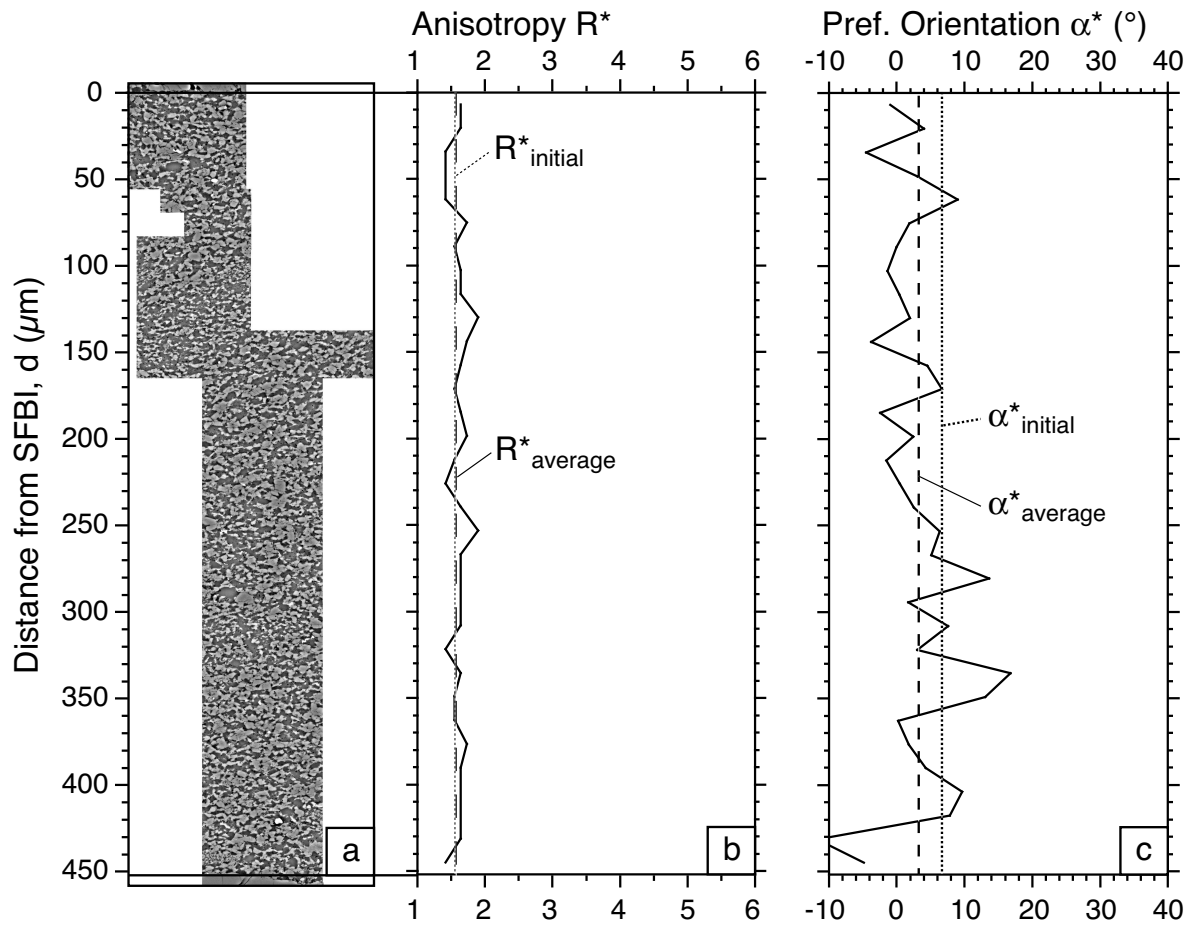 Anisotropy R*
Pref. Orientation α* (°)
1 2 3 4 5 6
-10 0 10 20 30 40
Distance from SFBI, d (µm)
0
50
100
150
200
250
300
350
400
450
R*initial
R*average
α*initial
α*average
a
b
c
1 2 3 4 5 6
-10 0 10 20 30 40